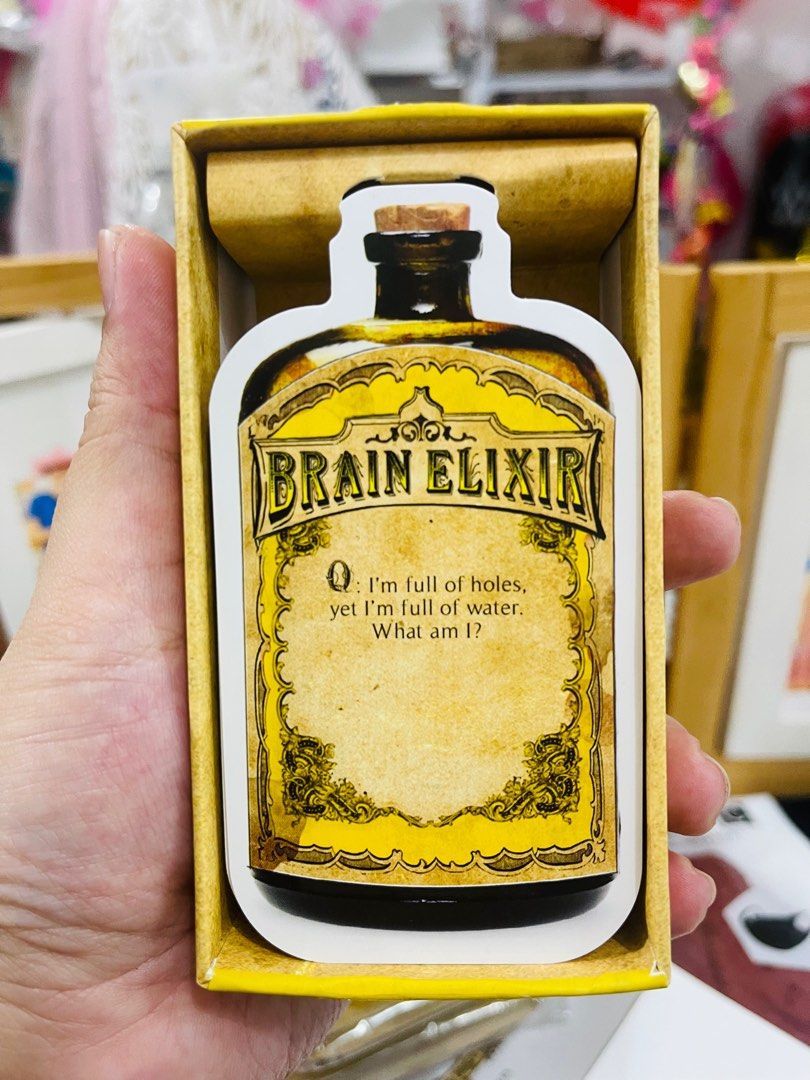 BRAIN ELIXIR
Q: I'm full of holes,
yet I'm full of water.
What am I?